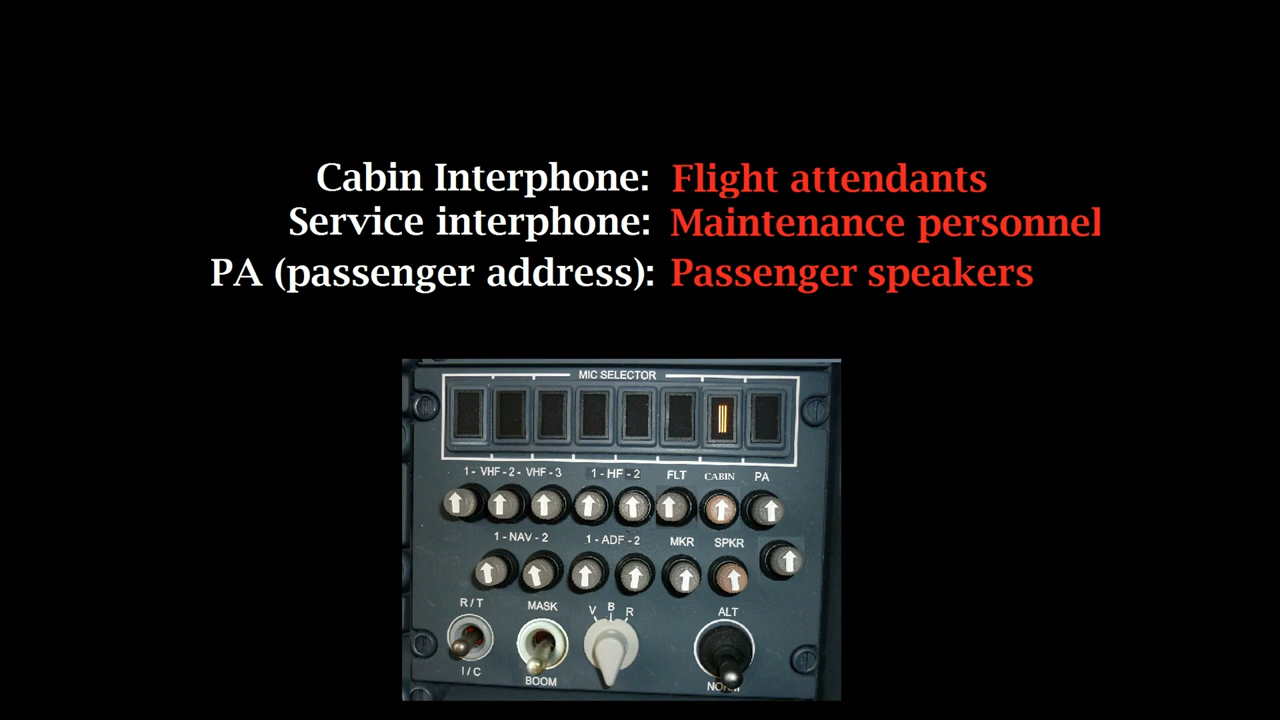 Cabin Interphone: Flight attendants
Service interphone: Maintenance personnel
PA (passenger address): Passenger speakers
MIC SELECTOR
1 - VHF - 2 - VHF - 3 1 - HF - 2 FLT CABIN PA
1 - NAV - 2 1 - ADF - 2 MKR SPKR
R / T MASK V B R ALT
I / C BOOM NORM